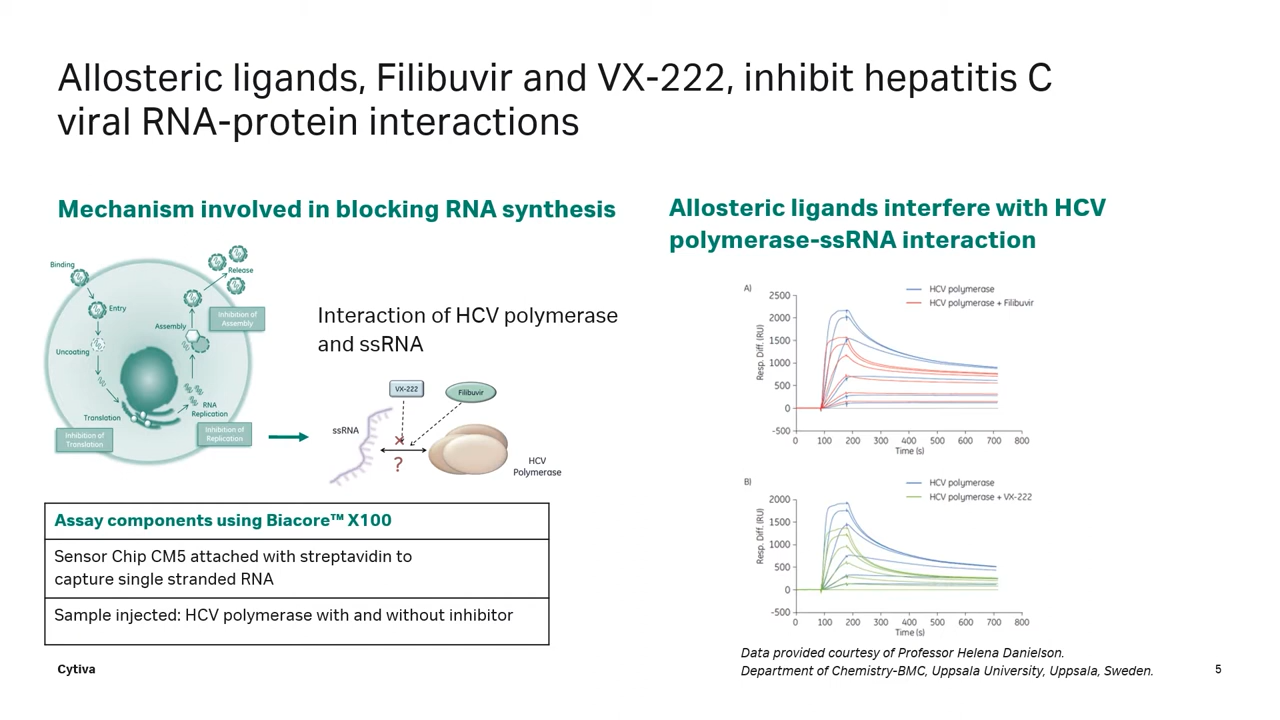 Allosteric ligands, Filibuvir and VX-222, inhibit hepatitis C
viral RNA-protein interactions
Mechanism involved in blocking RNA synthesis
Binding
Release
Entry
Inhibition of
Assembly
Assembly
Uncoating
RNA
Replication
Translation
Inhibition of
Translation
Inhibition of
Replication
Interaction of HCV polymerase
and ssRNA
VX-222
Filibuvir
ssRNA
?
HCV
Polymerase
Assay components using Biacore™ X100
Sensor Chip CM5 attached with streptavidin to
capture single stranded RNA
Sample injected: HCV polymerase with and without inhibitor
Allosteric ligands interfere with HCV
polymerase-ssRNA interaction
A)
HCV polymerase
HCV polymerase + Filibuvir
Resp. Diff. (RU)
2500
2000
1500
1000
500
0
-500
0 100 200 300 400 500 600 700 800
Time (s)
B)
HCV polymerase
HCV polymerase + VX-222
Resp. Diff. (RU)
2000
1500
1000
500
0
-500
0 100 200 300 400 500 600 700 800
Time (s)
Data provided courtesy of Professor Helena Danielson.
Department of Chemistry-BMC, Uppsala University, Uppsala, Sweden.
Cytiva
5